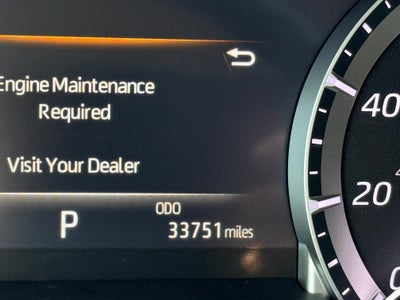 Engine Maintenance
Required
Visit Your Dealer
P
ODO
33751 miles
40
20